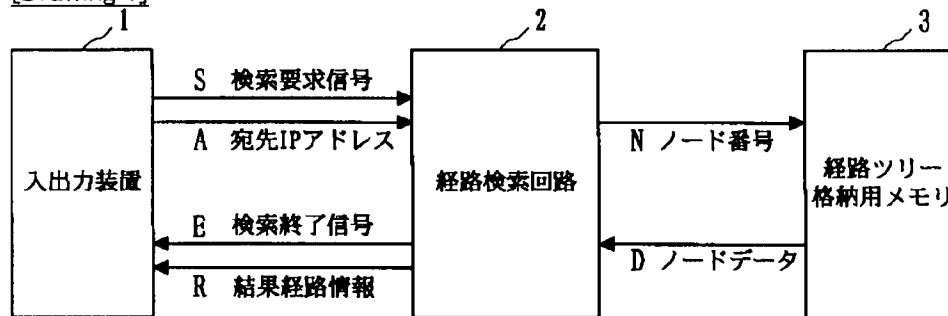 1
2
3
S 検索要求信号
A 宛先IPアドレス
N ノード番号
入出力装置
経路検索回路
経路ツリー
格納用メモリ
E 検索終了信号
D ノードデータ
R 結果経路情報